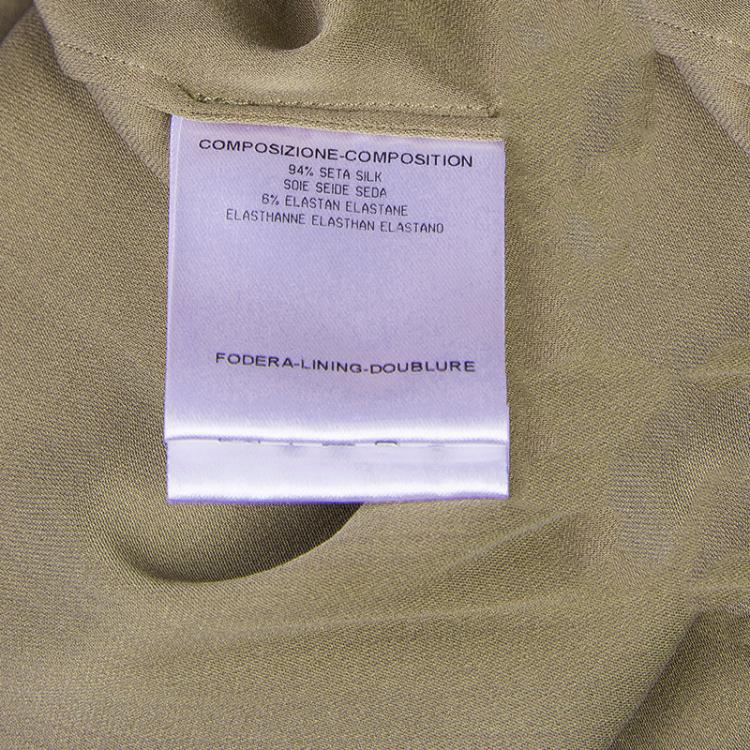 COMPOSIZIONE-COMPOSITION
94% SETA SILK
SOIE SEIDE SEDA
6% ELASTAN ELASTANE
ELASTHANNE ELASTHAN ELASTANO
FODERA-LINING-DOUBLURE